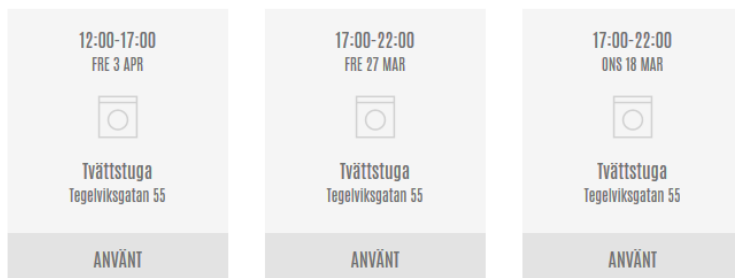 12:00-17:00
FRE 3 APR
Tvättstuga
Tegelviksgatan 55
ANVÄNT
17:00-22:00
FRE 27 MAR
Tvättstuga
Tegelviksgatan 55
ANVÄNT
17:00-22:00
ONS 18 MAR
Tvättstuga
Tegelviksgatan 55
ANVÄNT